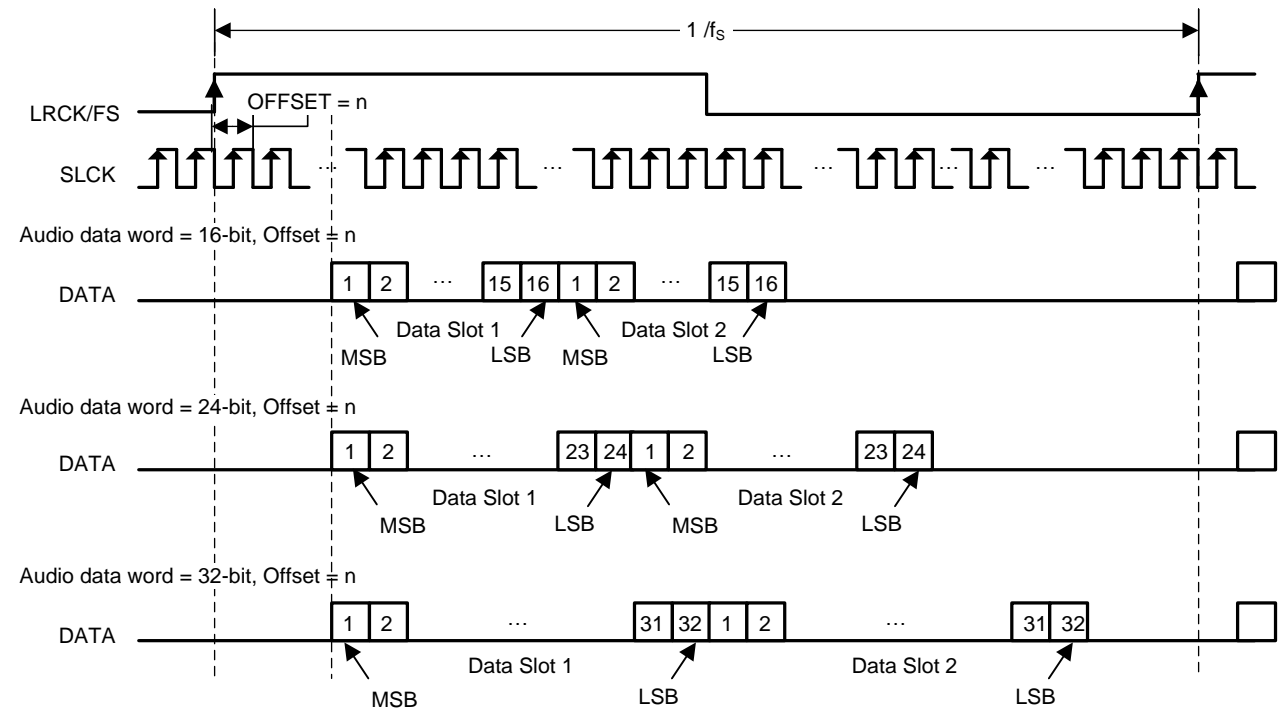 1 /fS
LRCK/FS
OFFSET = n
SLCK
… … … … …
Audio data word = 16-bit, Offset = n
DATA
1 2 … 15 16 1 2 … 15 16
Data Slot 1 Data Slot 2
MSB LSB MSB LSB
Audio data word = 24-bit, Offset = n
DATA
1 2 … 23 24 1 2 … 23 24
Data Slot 1 Data Slot 2
MSB LSB MSB LSB
Audio data word = 32-bit, Offset = n
DATA
1 2 … 31 32 1 2 … 31 32
Data Slot 1 Data Slot 2
MSB LSB LSB